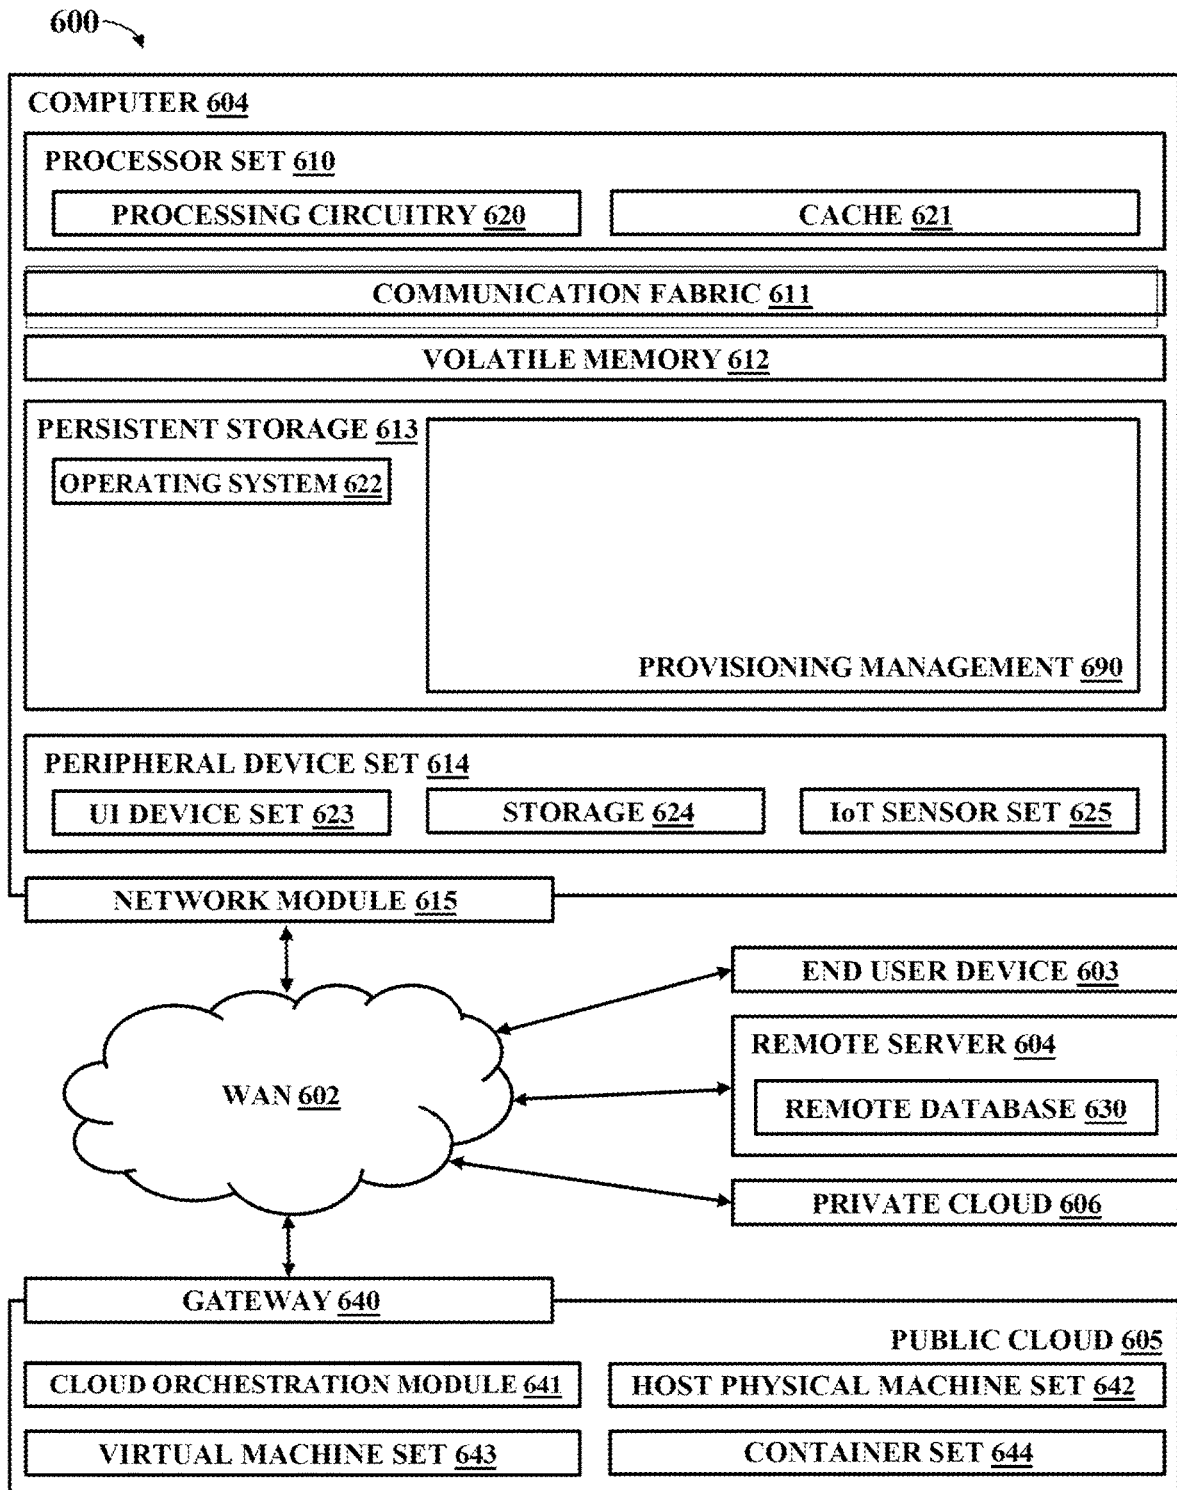 600
COMPUTER 604
PROCESSOR SET 610
PROCESSING CIRCUITRY 620
CACHE 621
COMMUNICATION FABRIC 611
VOLATILE MEMORY 612
PERSISTENT STORAGE 613
OPERATING SYSTEM 622
PROVISIONING MANAGEMENT 690
PERIPHERAL DEVICE SET 614
UI DEVICE SET 623
STORAGE 624
IoT SENSOR SET 625
NETWORK MODULE 615
END USER DEVICE 603
REMOTE SERVER 604
WAN 602
REMOTE DATABASE 630
PRIVATE CLOUD 606
GATEWAY 640
PUBLIC CLOUD 605
CLOUD ORCHESTRATION MODULE 641
HOST PHYSICAL MACHINE SET 642
VIRTUAL MACHINE SET 643
CONTAINER SET 644